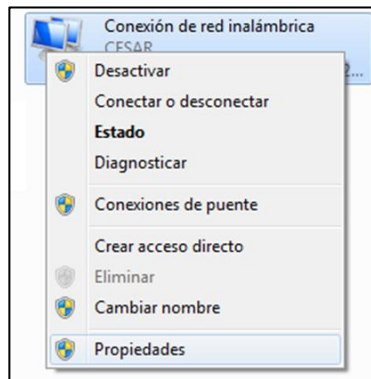 Conexión de red inalámbrica
CESAR
2...
Desactivar
Conectar o desconectar
Estado
Diagnosticar
Conexiones de puente
Crear acceso directo
Eliminar
Cambiar nombre
Propiedades